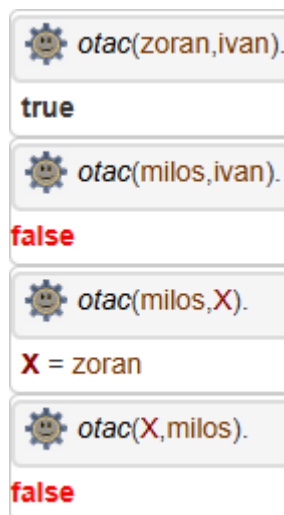 otac(zoran,ivan).
true
otac(milos,ivan).
false
otac(milos,X).
X = zoran
otac(X,milos).
false